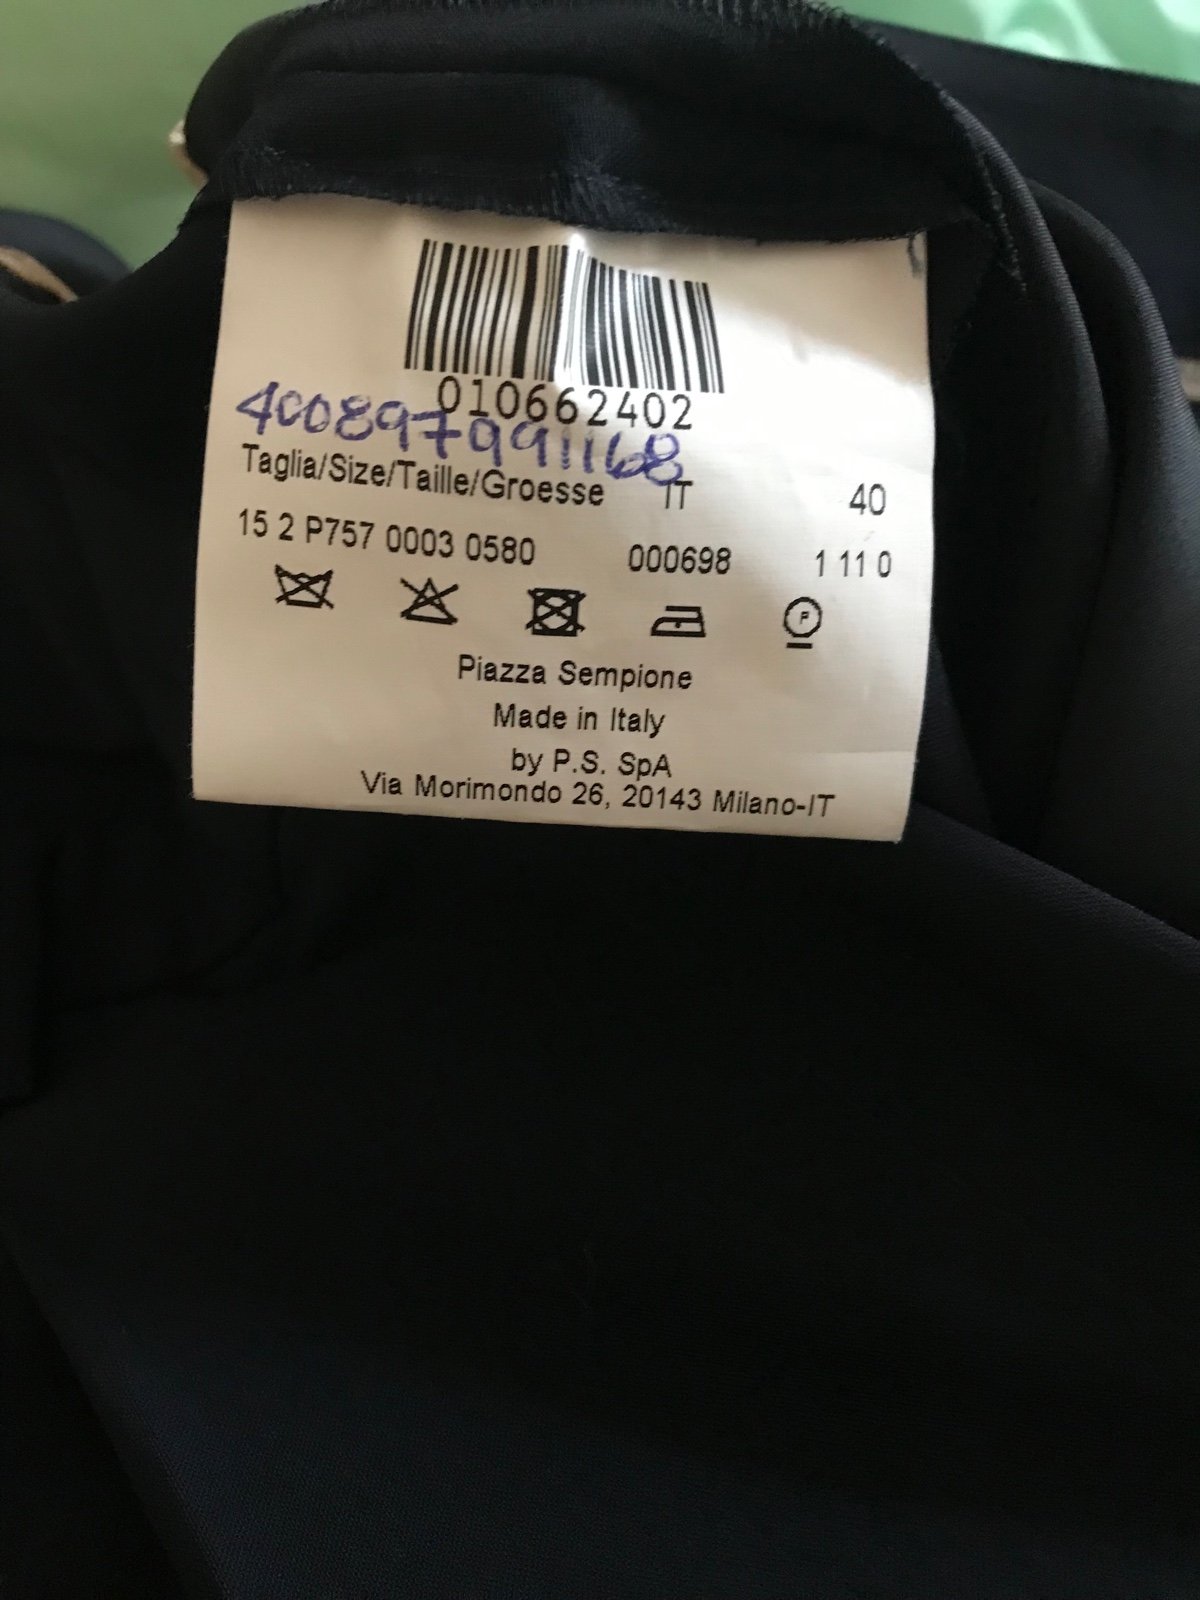 010662402
400897991168
Taglia/Size/Taille/Groesse IT 40
15 2 P757 0003 0580 000698 1 11 0
P
Piazza Sempione
Made in Italy
by P.S. SpA
Via Morimondo 26, 20143 Milano-IT